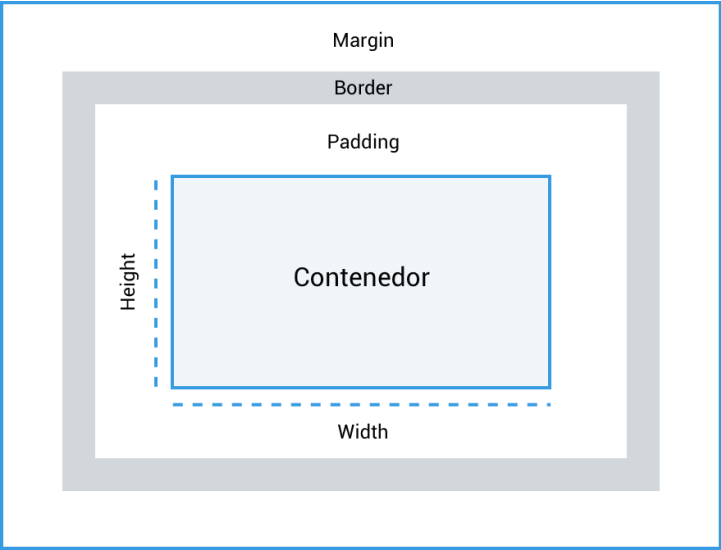 Margin
Border
Padding
Height
Contenedor
Width